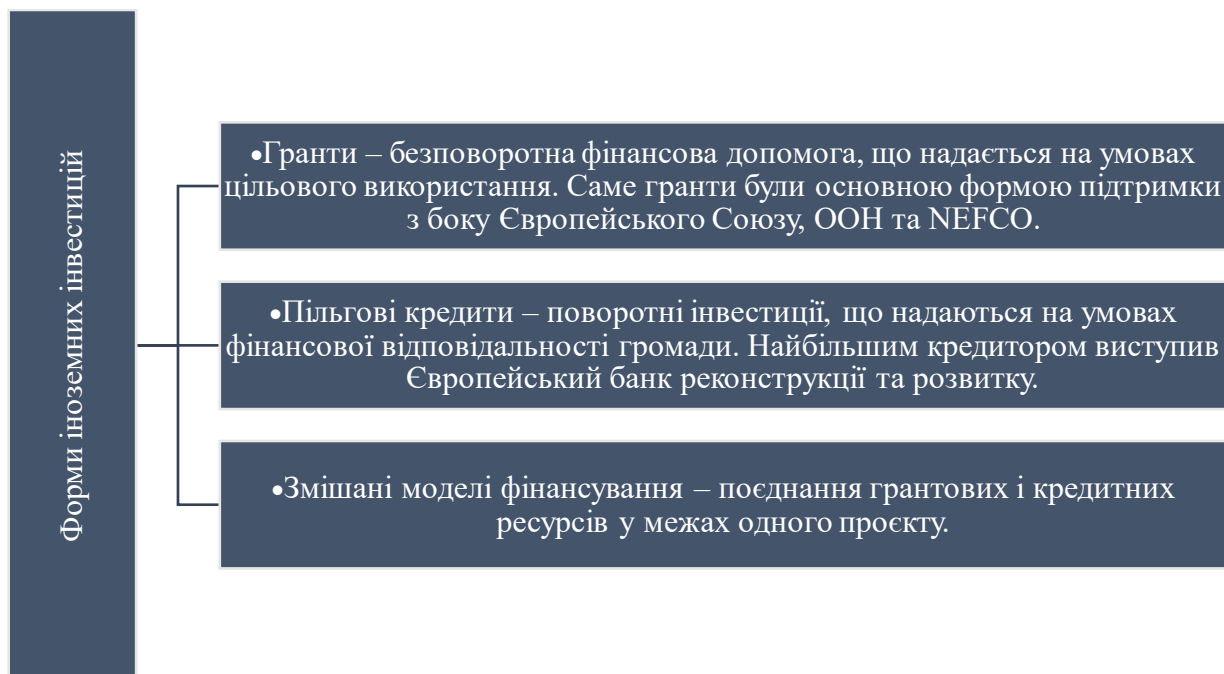 Форми іноземних інвестицій
•Гранти – безповоротна фінансова допомога, що надається на умовах
цільового використання. Саме гранти були основною формою підтримки
з боку Європейського Союзу, ООН та NEFCO.
•Пільгові кредити – поворотні інвестиції, що надаються на умовах
фінансової відповідальності громади. Найбільшим кредитором виступив
Європейський банк реконструкції та розвитку.
•Змішані моделі фінансування – поєднання грантових і кредитних
ресурсів у межах одного проєкту.